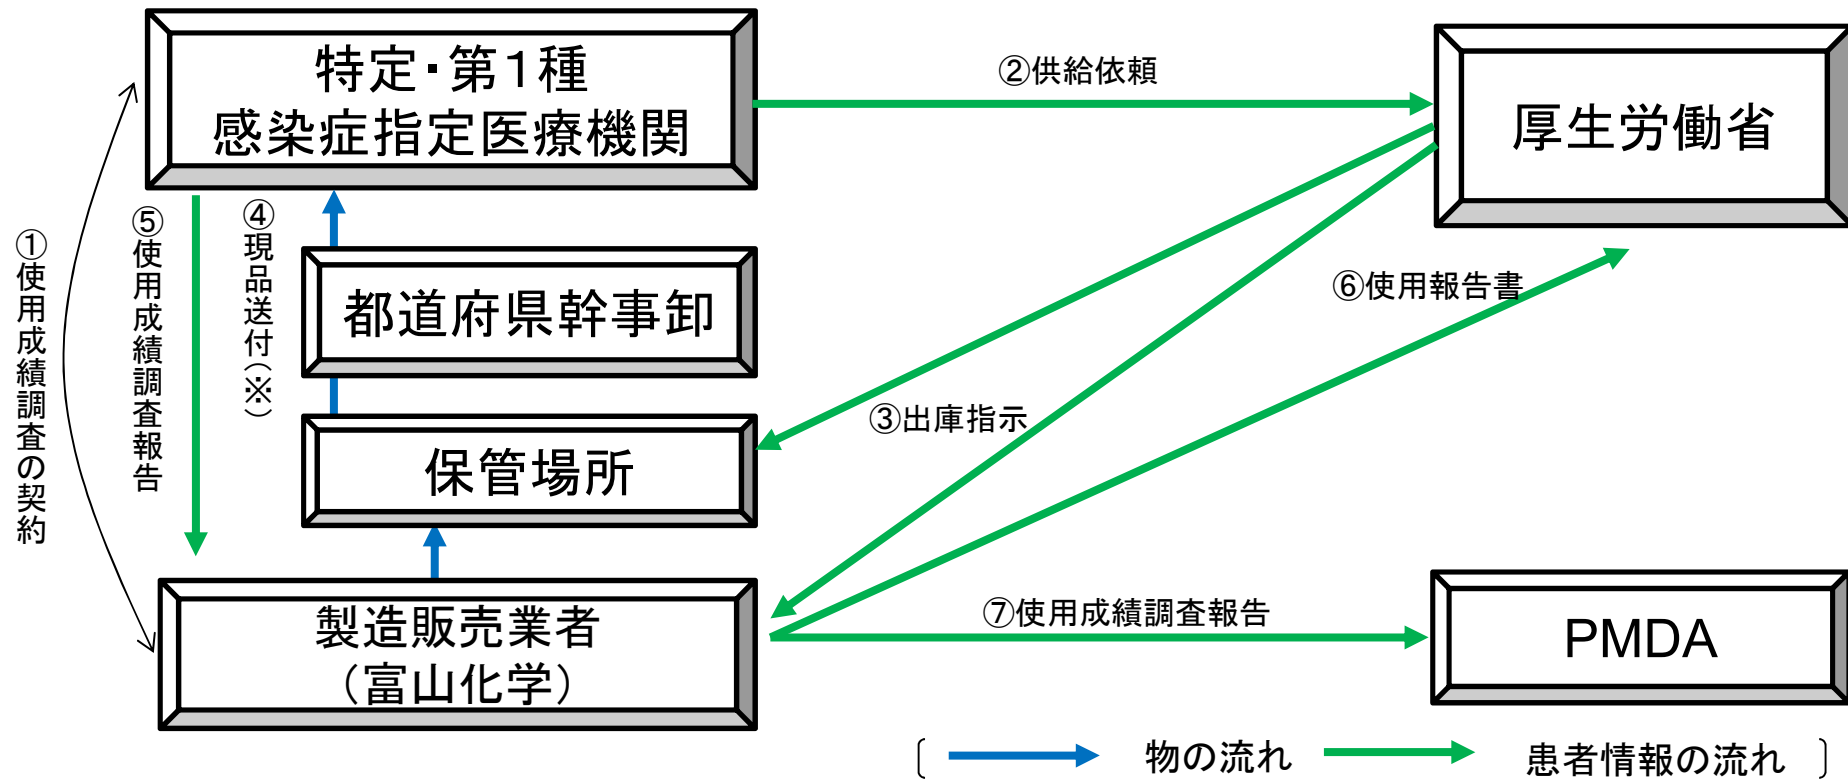 特定・第1種
感染症指定医療機関
②供給依頼
厚生労働省
①使用成績調査の契約
⑤使用成績調査報告
④現品送付(※)
都道府県幹事卸
⑥使用報告書
③出庫指示
保管場所
製造販売業者
(富山化学)
⑦使用成績調査報告
PMDA
〔 物の流れ 患者情報の流れ 〕